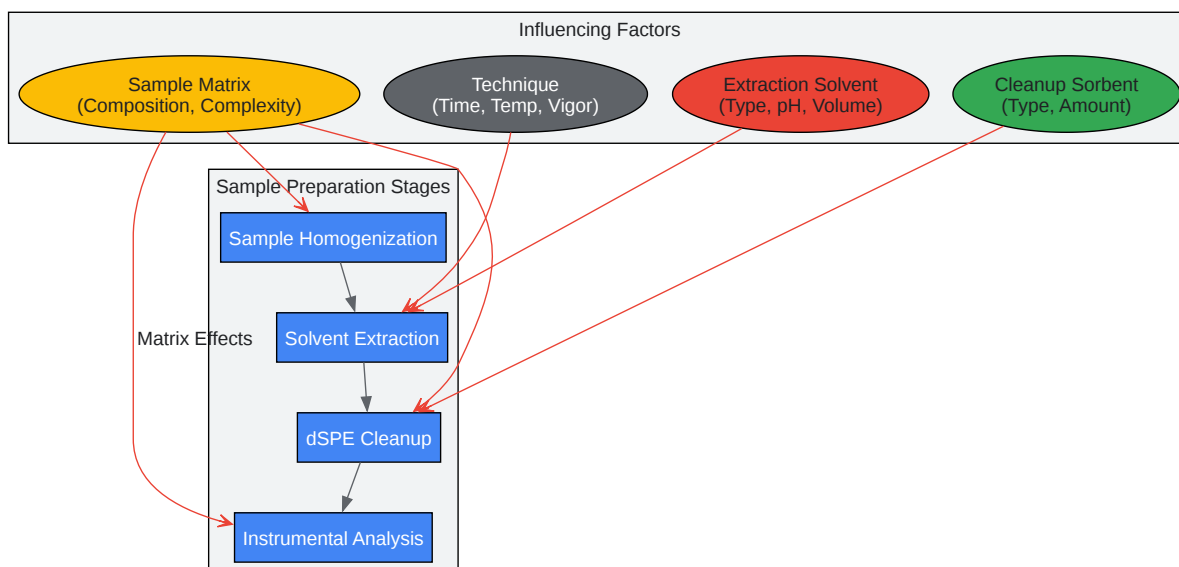 Influencing Factors
Sample Matrix
(Composition, Complexity)
Technique
(Time, Temp, Vigor)
Extraction Solvent
(Type, pH, Volume)
Cleanup Sorbent
(Type, Amount)
Sample Preparation Stages
Sample Homogenization
Solvent Extraction
Matrix Effects
dSPE Cleanup
Instrumental Analysis